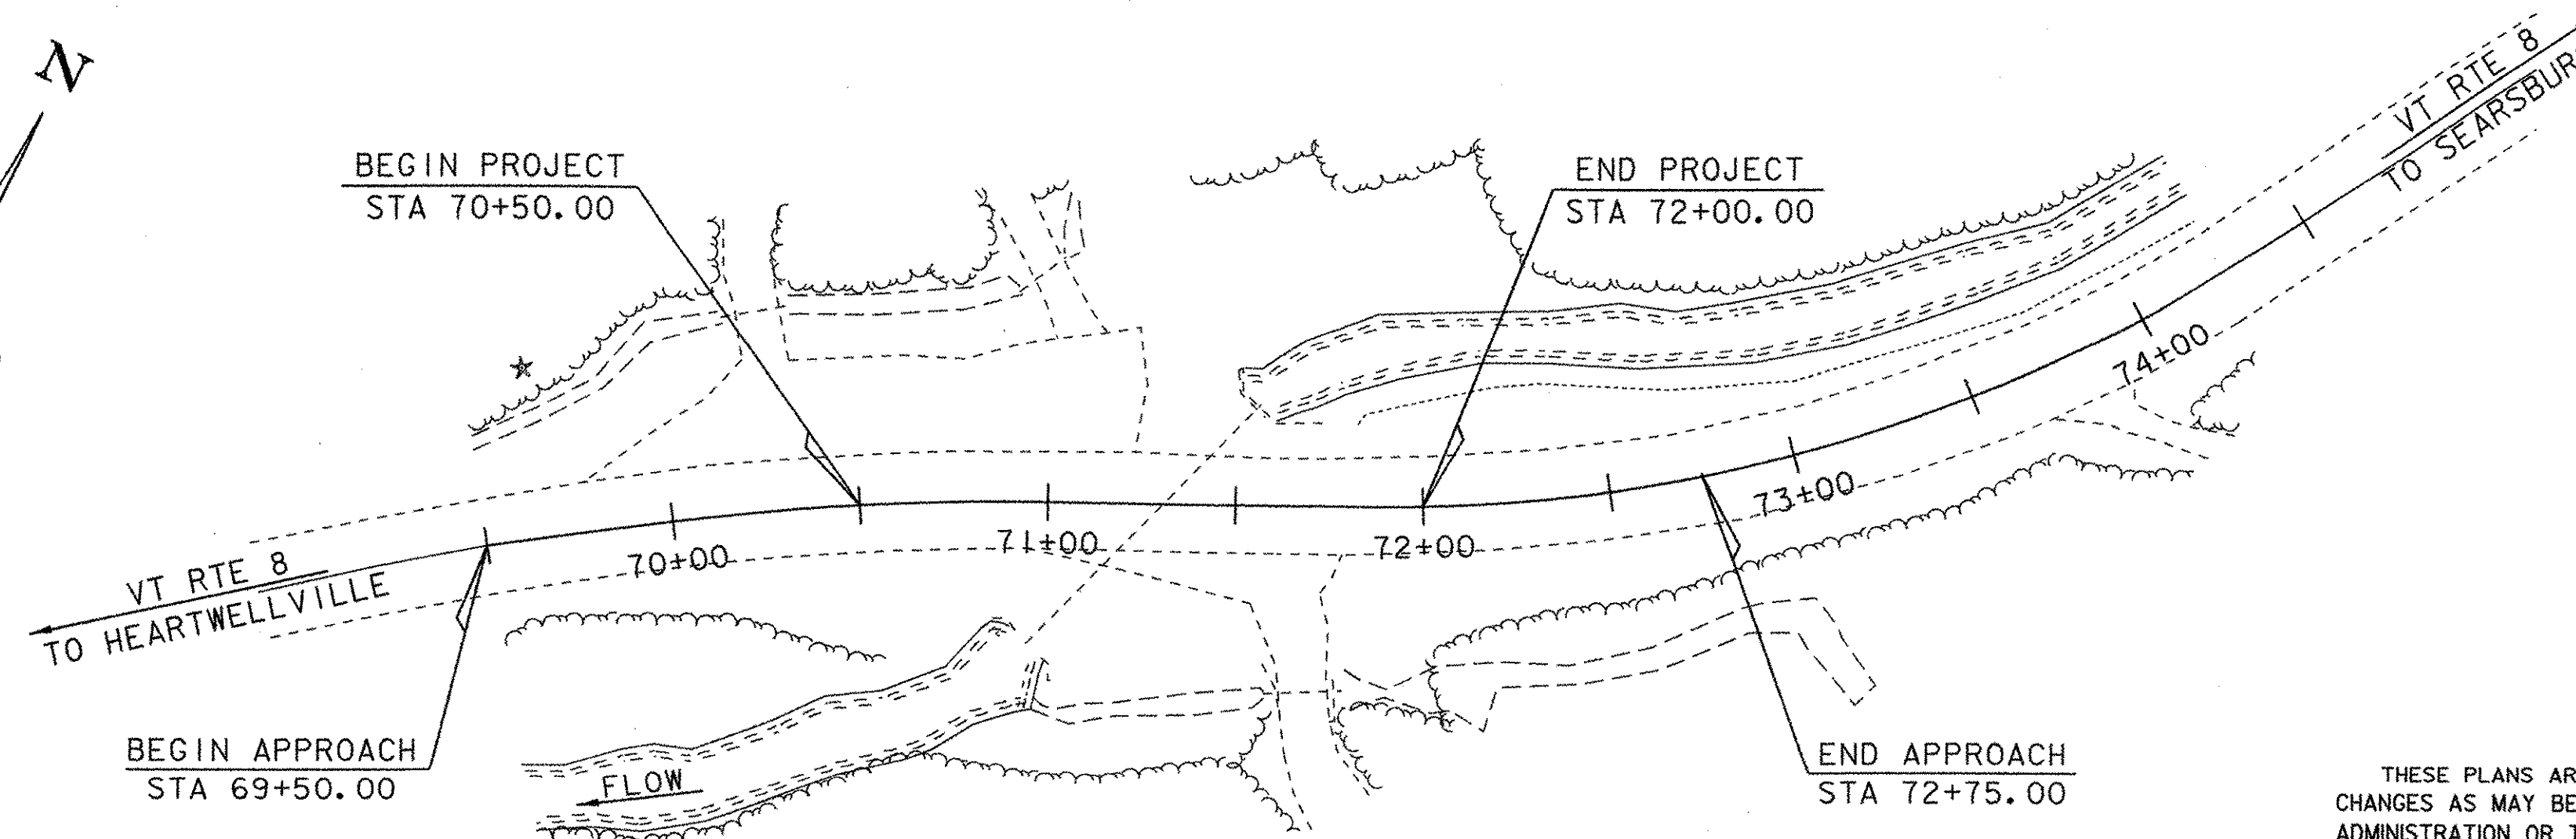 N
BEGIN PROJECT
STA 70+50.00
END PROJECT
STA 72+00.00
VT RTE 8
TO
VT RTE 8
TO HEARTWELLVILLE
70+00
71+00
72+00
73+00
74+00
BEGIN APPROACH
STA 69+50.00
FLOW
END APPROACH
STA 72+75.00
THESE PLANS
CHANGES AS MAY BE
ADMINISTRATION OR